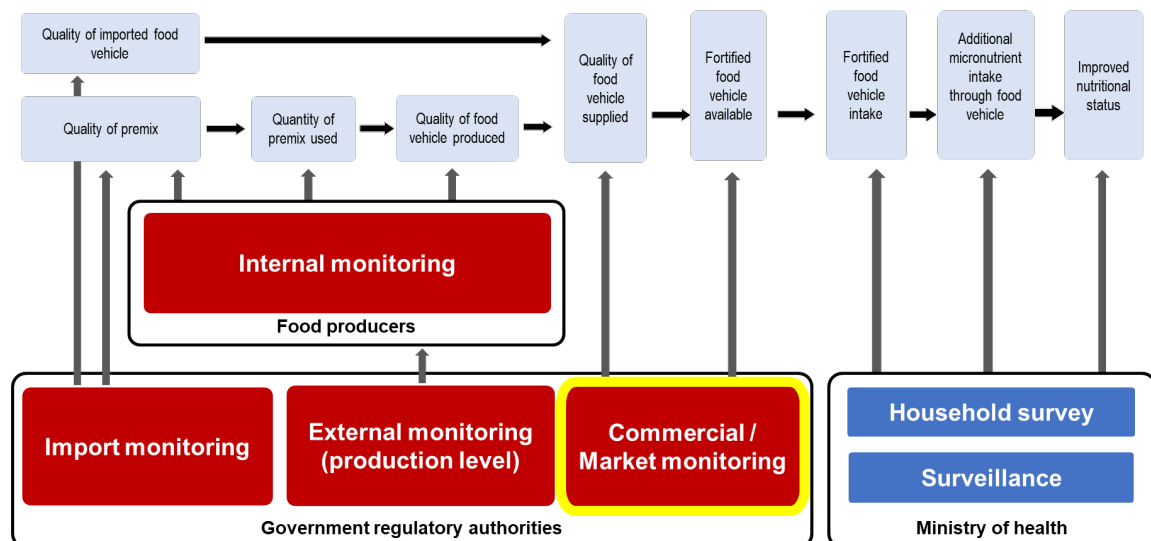 Quality of imported food
vehicle
Quality of premix
Quantity of
premix used
Quality of food
vehicle produced
Quality of
food
vehicle
supplied
Fortified
food
vehicle
available
Fortified
food
vehicle
intake
Additional
micronutrient
intake
through food
vehicle
Improved
nutritional
status
Internal monitoring
Food producers
Import monitoring
External monitoring
(production level)
Commercial /
Market monitoring
Government regulatory authorities
Household survey
Surveillance
Ministry of health